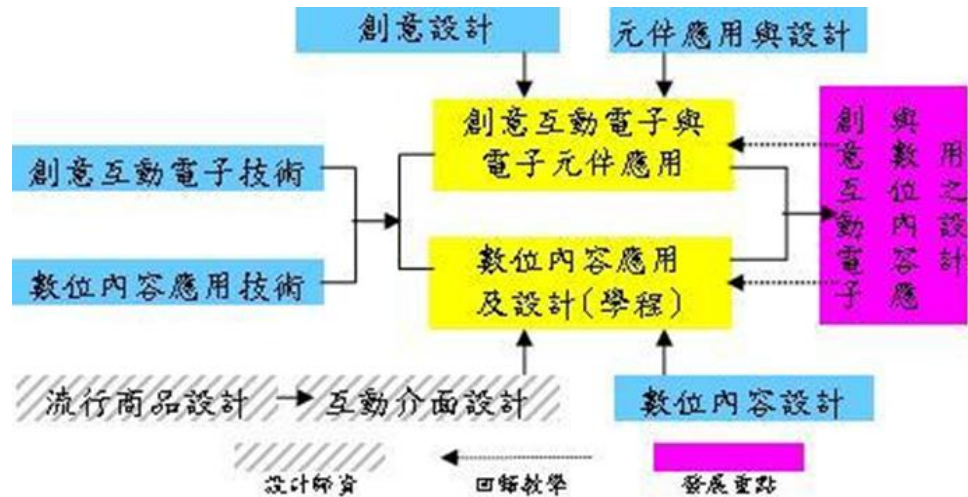 創意設計
元件應用與設計
創意互動電子與
電子元件應用
創意互動電子
與數位內容應
用之設計
創意互動電子技術
數位內容應用技術
數位內容應用
及設計(學程)
流行商品設計
互動介面設計
數位內容設計
設計師資
回饋教學
發展重點